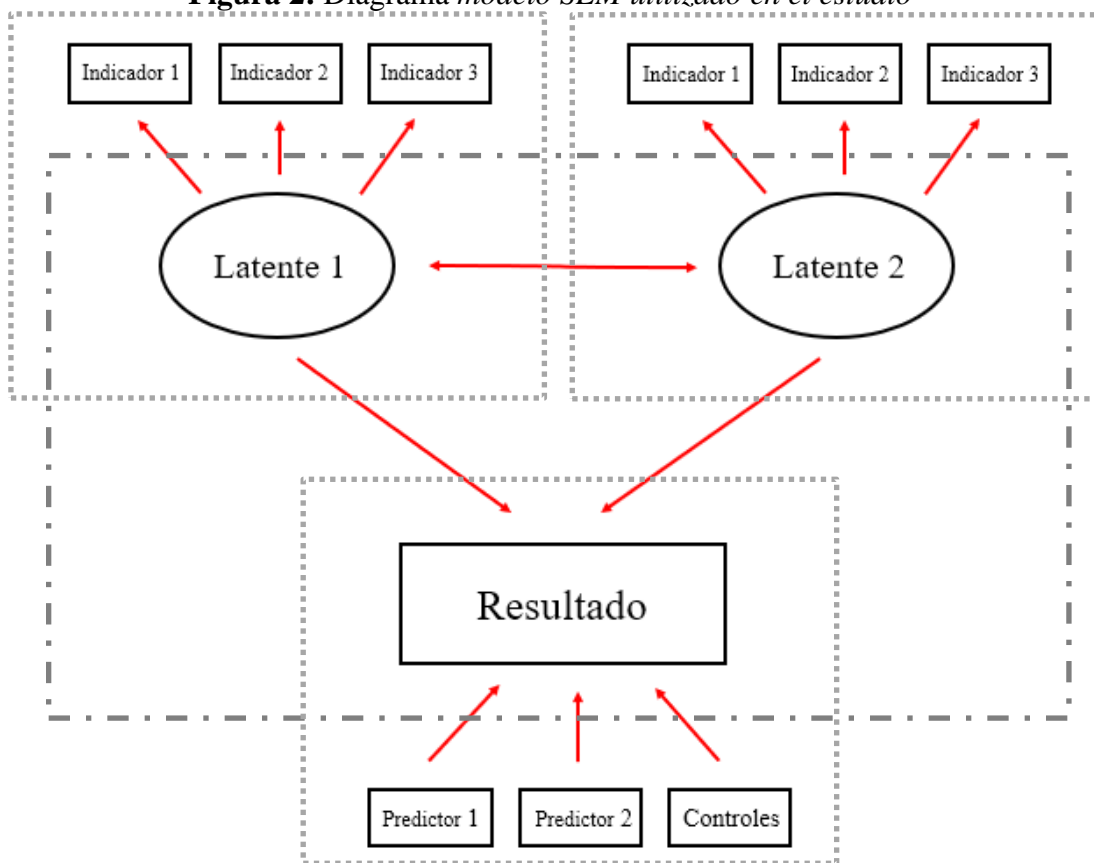 Figura 2: Diagrama modelo SEM utilizado en el estudio
Indicador 1 Indicador 2 Indicador 3 Indicador 1 Indicador 2 Indicador 3
Latente 1 Latente 2
Resultado
Predictor 1 Predictor 2 Controles